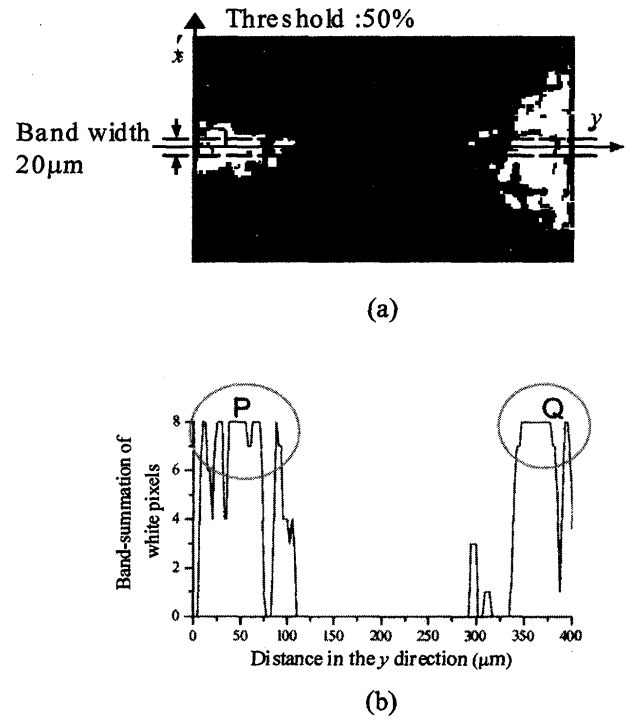 Threshold :50%
x
y
Band width
20μm
(a)
P
Q
8
6
4
2
0
Band-summation of
white pixels
0
50
100
150
200
250
300
350
400
Distance in the y direction (μm)
(b)